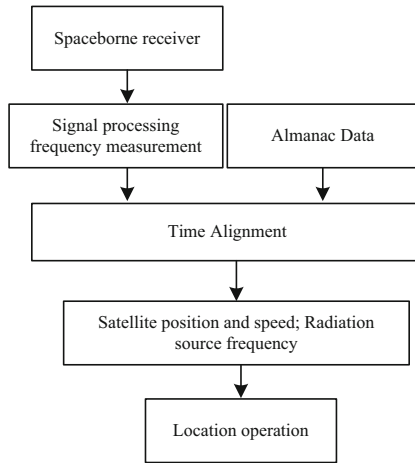 Spaceborne receiver
Signal processing
frequency measurement
Almanac Data
Time Alignment
Satellite position and speed; Radiation
source frequency
Location operation